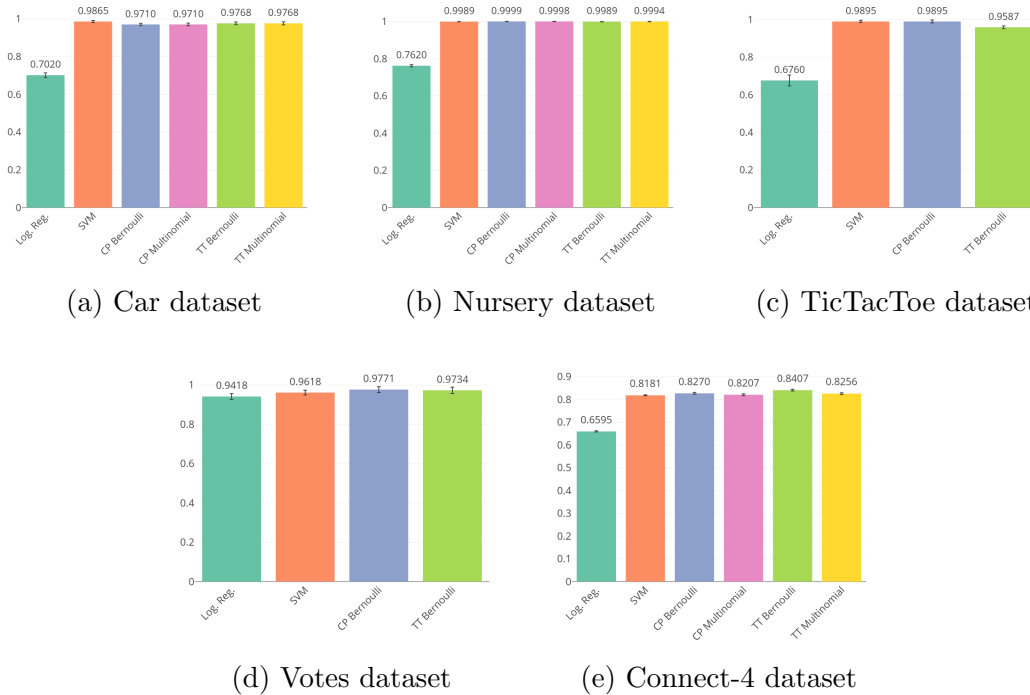 0.7020 0.9865 0.9710 0.9710 0.9768 0.9768
1
0.8
0.6
0.4
0.2
0
Log. Reg. SVM CP Bernoulli CP Multinomial TT Bernoulli TT Multinomial
(a) Car dataset
0.7620 0.9989 0.9999 0.9998 0.9989 0.9994
1
0.8
0.6
0.4
0.2
0
Log. Reg. SVM CP Bernoulli CP Multinomial TT Bernoulli TT Multinomial
(b) Nursery dataset
0.6760 0.9895 0.9895 0.9587
1
0.8
0.6
0.4
0.2
0
Log. Reg. SVM CP Bernoulli TT Bernoulli
(c) TicTacToe dataset
0.9418 0.9618 0.9771 0.9734
1
0.8
0.6
0.4
0.2
0
Log. Reg. SVM CP Bernoulli TT Bernoulli
(d) Votes dataset
0.6595 0.8181 0.8270 0.8207 0.8407 0.8256
0.9
0.8
0.7
0.6
0.5
0.4
0.3
0.2
0.1
0
Log. Reg. SVM CP Bernoulli CP Multinomial TT Bernoulli TT Multinomial
(e) Connect-4 dataset